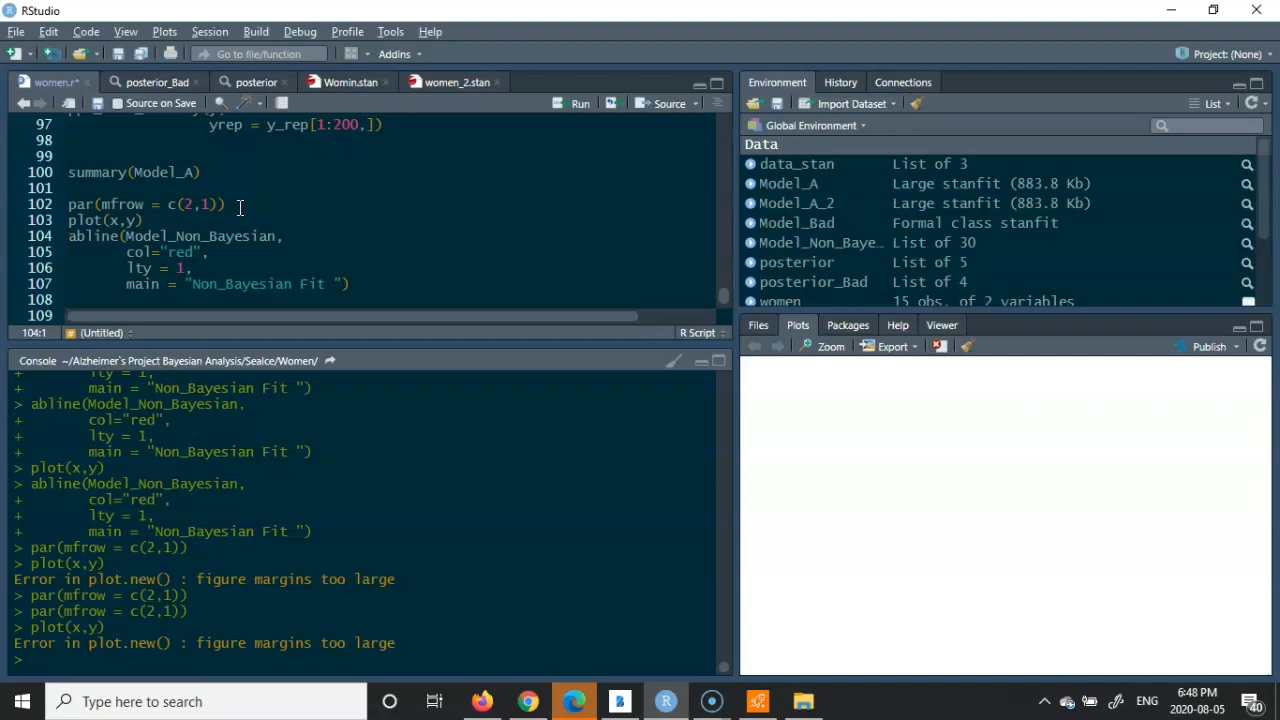 RStudio
File Edit Code View Plots Session Build Debug Profile Tools Help
Go to file/function Addins Project: (None)
women.r* posterior_Bad posterior Womin.stan women_2.stan
Source on Save Run Source
97 yrep = y_rep[1:200,])
98
99
100 summary(Model_A)
101
102 par(mfrow = c(2,1))
103 plot(x,y)
104 abline(Model_Non_Bayesian,
105 col="red",
106 lty = 1,
107 main = "Non_Bayesian Fit ")
108
109
104:1 (Untitled) R Script
Console ~/Alzheimer's Project Bayesian Analysis/SeaIce/Women/
+ lty = 1,
+ main = "Non_Bayesian Fit ")
> abline(Model_Non_Bayesian,
+ col="red",
+ lty = 1,
+ main = "Non_Bayesian Fit ")
> plot(x,y)
> abline(Model_Non_Bayesian,
+ col="red",
+ lty = 1,
+ main = "Non_Bayesian Fit ")
> par(mfrow = c(2,1))
> plot(x,y)
Error in plot.new() : figure margins too large
> par(mfrow = c(2,1))
> par(mfrow = c(2,1))
> plot(x,y)
Error in plot.new() : figure margins too large
>
Environment History Connections
Import Dataset List
Global Environment
Data
data_stan List of 3
Model_A Large stanfit (883.8 Kb)
Model_A_2 Large stanfit (883.8 Kb)
Model_Bad Formal class stanfit
Model_Non_Baye… List of 30
posterior List of 5
posterior_Bad List of 4
women 15 obs. of 2 variables
Files Plots Packages Help Viewer
Zoom Export Publish
Type here to search
ENG
6:48 PM
2020-08-05
40